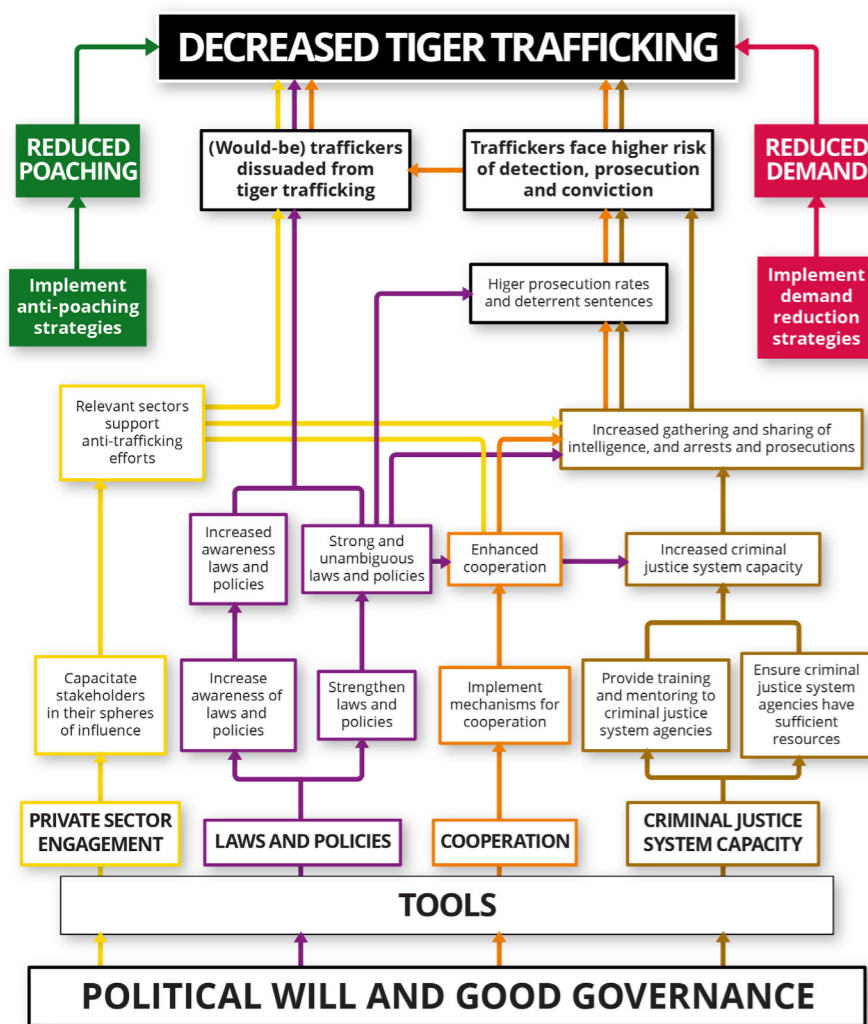 DECREASED TIGER TRAFFICKING
REDUCED
POACHING
(Would-be) traffickers
dissuaded from
tiger trafficking
Traffickers face higher risk
of detection, prosecution
and conviction
REDUCED
DEMAND
Implement
anti-poaching
strategies
Higer prosecution rates
and deterrent sentences
Implement
demand
reduction
strategies
Relevant sectors
support
anti-trafficking
efforts
Increased gathering and sharing of
intelligence, and arrests and prosecutions
Increased
awareness
laws and
policies
Strong and
unambiguous
laws and policies
Enhanced
cooperation
Increased criminal
justice system capacity
Capacitate
stakeholders
in their spheres
of influence
Increase
awareness of
laws and
policies
Strengthen
laws and
policies
Implement
mechanisms for
cooperation
Provide training
and mentoring to
criminal justice
system agencies
Ensure criminal
justice system
agencies have
sufficient
resources
PRIVATE SECTOR
ENGAGEMENT
LAWS AND POLICIES
COOPERATION
CRIMINAL JUSTICE
SYSTEM CAPACITY
TOOLS
POLITICAL WILL AND GOOD GOVERNANCE